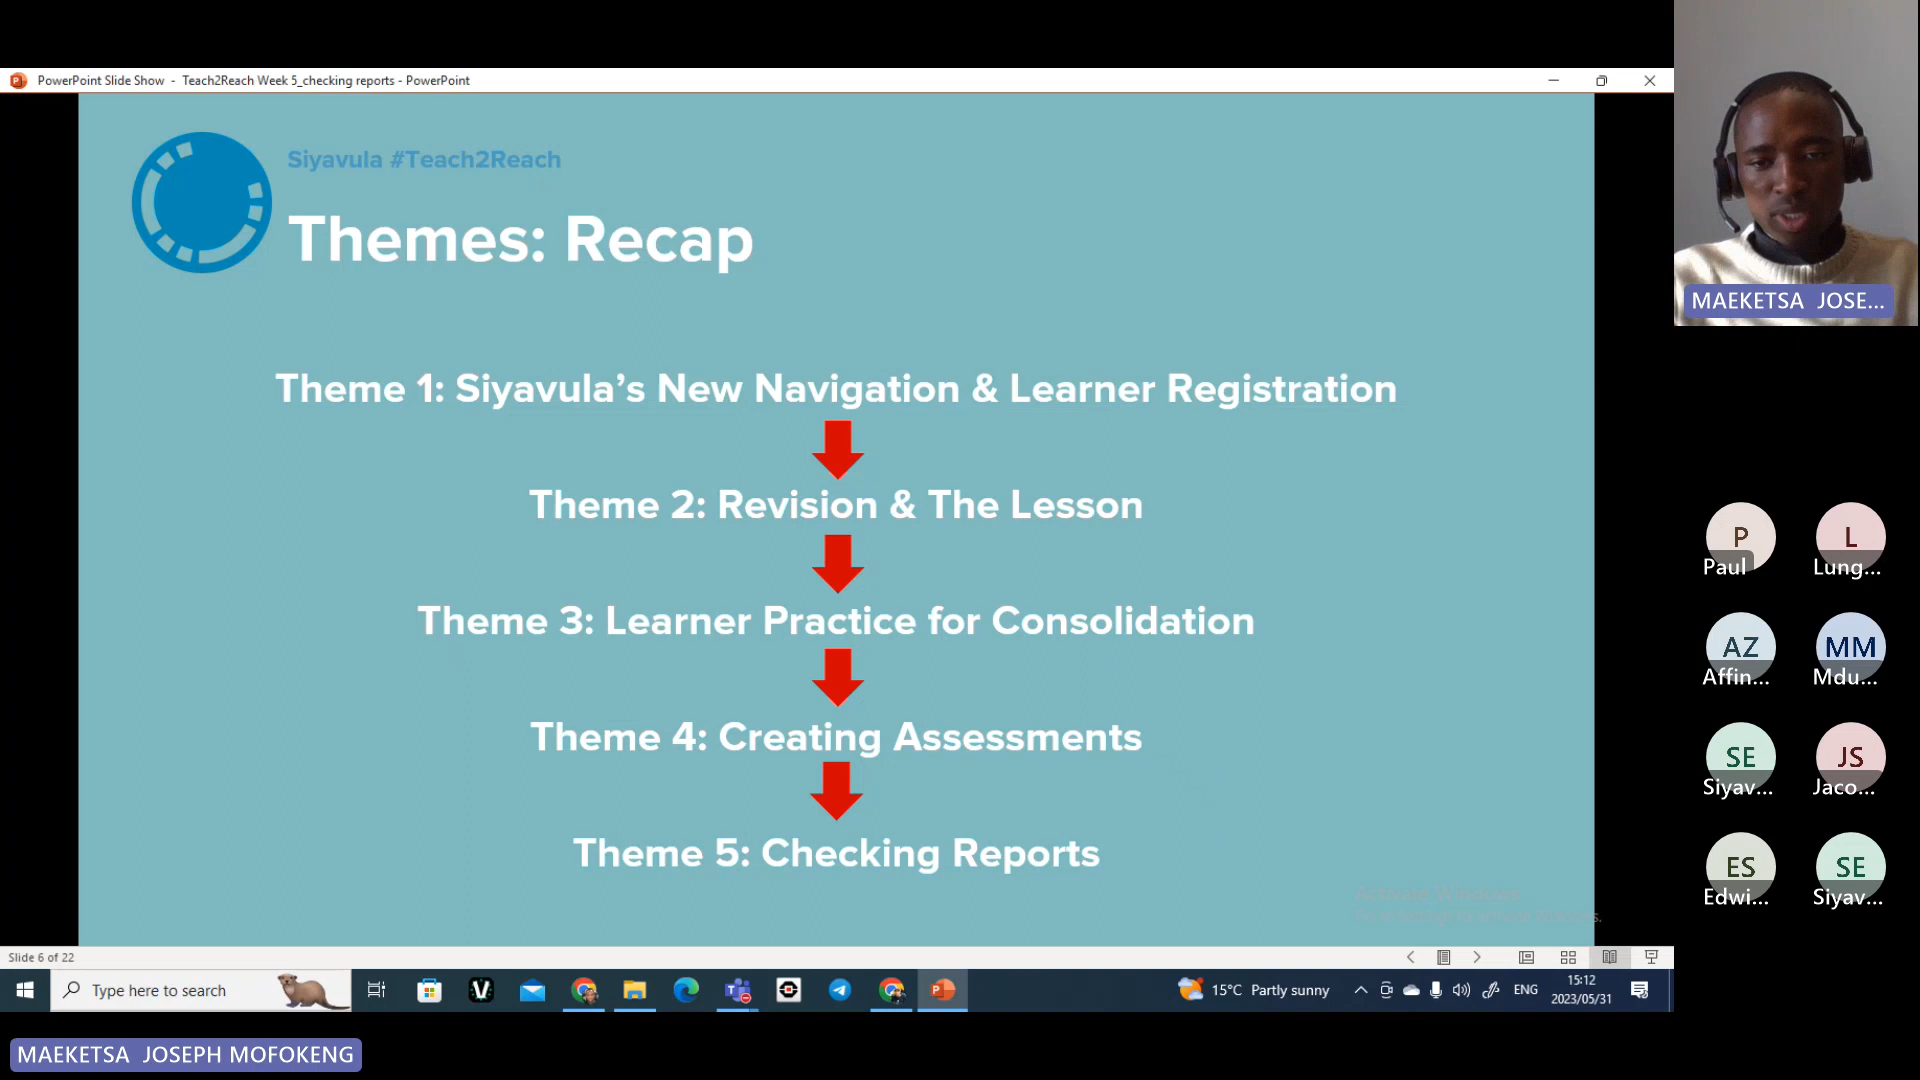 PowerPoint Slide Show - Teach2Reach Week 5_checking reports - PowerPoint
Siyavula #Teach2Reach
Themes: Recap
Theme 1: Siyavula’s New Navigation & Learner Registration
Theme 2: Revision & The Lesson
Theme 3: Learner Practice for Consolidation
Theme 4: Creating Assessments
Theme 5: Checking Reports
Slide 6 of 22
Type here to search
15°C Partly sunny
ENG
15:12
2023/05/31
MAEKETSA JOSEPH MOFOKENG
MAEKETSA JOSE...
P
Paul
L
Lung...
AZ
Affin...
MM
Mdu...
SE
Siyav...
JS
Jaco...
ES
Edwi...
SE
Siyav...